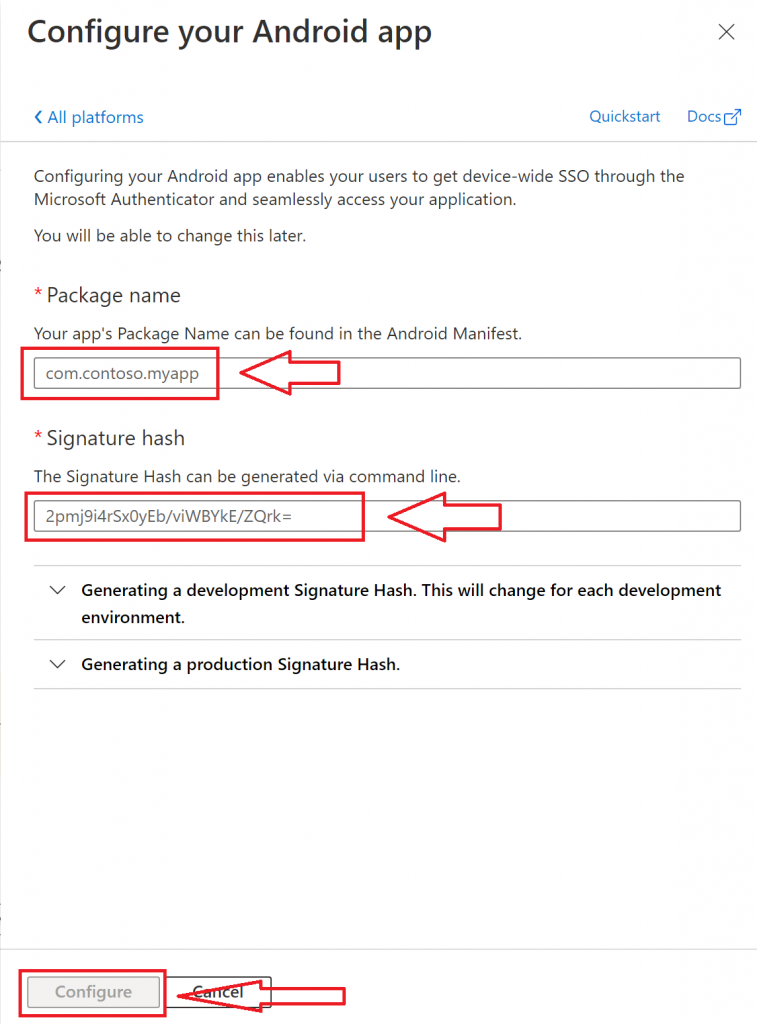 Configure your Android app
All platforms
Quickstart
Docs
Configuring your Android app enables your users to get device-wide SSO through the
Microsoft Authenticator and seamlessly access your application.
You will be able to change this later.
* Package name
Your app's Package Name can be found in the Android Manifest.
com.contoso.myapp
* Signature hash
The Signature Hash can be generated via command line.
2pmj9i4rSx0yEb/viWBYkE/ZQrk=
Generating a development Signature Hash. This will change for each development
environment.
Generating a production Signature Hash.
Configure
Cancel